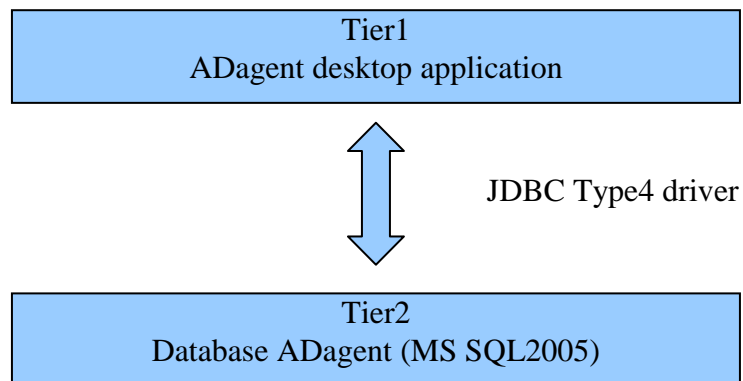 Tier1
ADagent desktop application
JDBC Type4 driver
Tier2
Database ADagent (MS SQL2005)